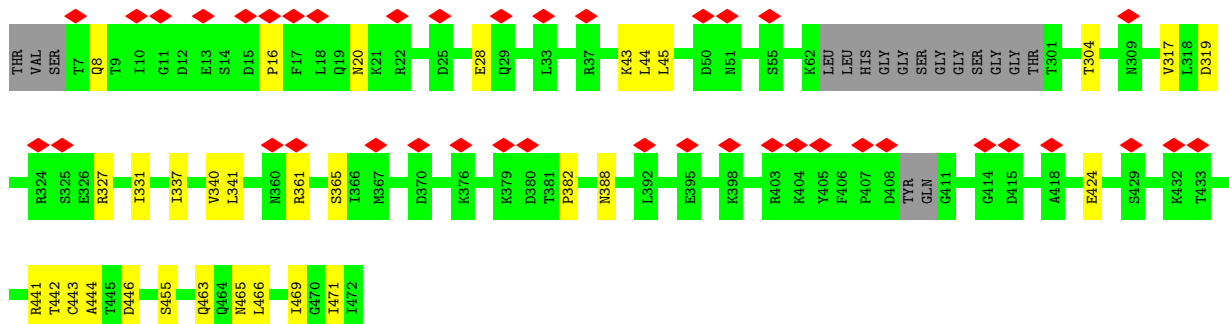 THR VAL SER T7 Q8 T9 I10 G11 D12 E13 S14 D15 P16 F17 L18 Q19 N20 K21 R22 D25 E28 Q29 L33 R37 K43 L44 L45 D50 N51 S55 K62 LEU LEU HIS GLY GLY SER GLY GLY SER GLY GLY THR T301 T304 N309 V317 L318 D319
R324 S325 E326 R327 I331 I337 V340 L341 N360 R361 S365 I366 M367 D370 K376 K379 D380 T381 P382 N388 L392 E395 K398 R403 K404 Y405 F406 P407 D408 TYR GLN G411 G414 D415 A418 E424 S429 K432 T433
R441 T442 C443 A444 T445 D446 S455 Q463 Q464 N465 L466 I469 G470 I471 I472